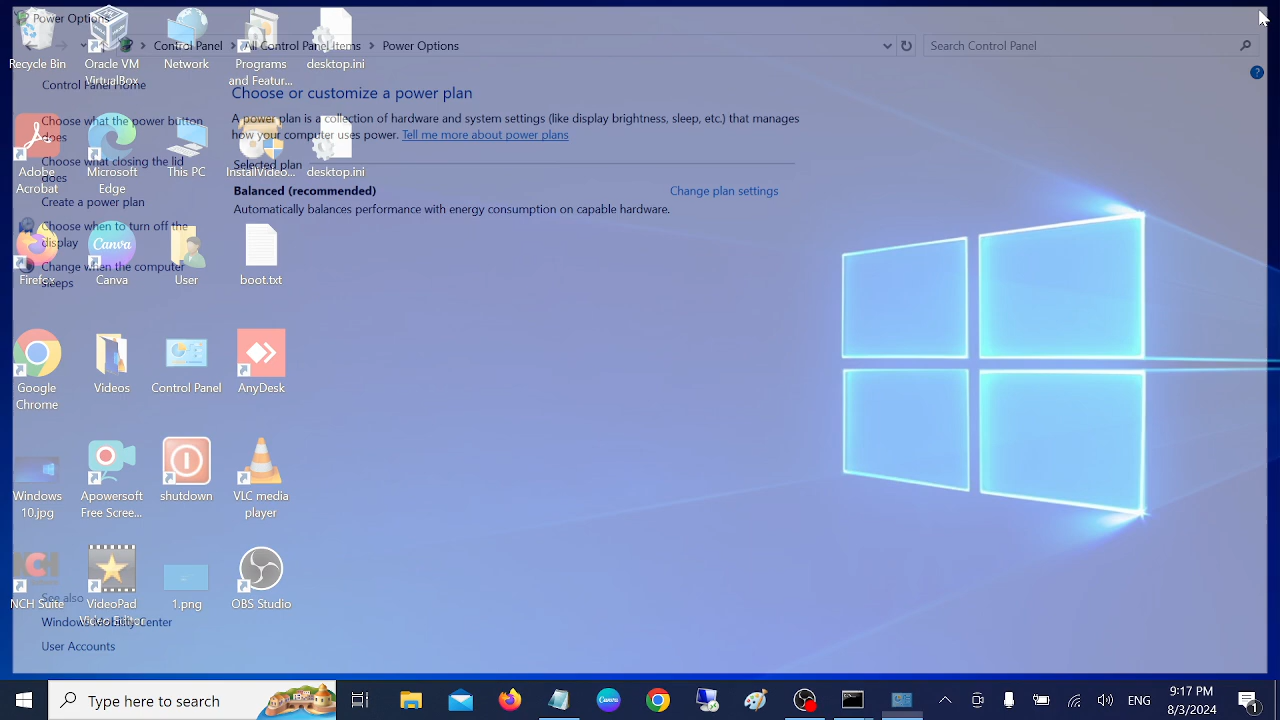 Power Options
Control Panel
All Control Panel Items
Power Options
Search Control Panel
Control Panel Home
Choose what the power button
does
Choose what closing the lid
does
Create a power plan
Choose when to turn off the
display
Change when the computer
sleeps
See also
Windows Mobility Center
User Accounts
Choose or customize a power plan
A power plan is a collection of hardware and system settings (like display brightness, sleep, etc.) that manages
how your computer uses power. Tell me more about power plans
Selected plan
Balanced (recommended)
Change plan settings
Automatically balances performance with energy consumption on capable hardware.
Recycle Bin
Oracle VM
VirtualBox
Network
Programs
and Featur...
desktop.ini
Adobe
Acrobat
Microsoft
Edge
This PC
InstallVideo...
desktop.ini
Firefox
Canva
Canva
User
boot.txt
Google
Chrome
Videos
Control Panel
AnyDesk
Windows
10.jpg
Apowersoft
Free Scree...
shutdown
VLC media
player
NCH
NCH Suite
VideoPad
Video Editor
1.png
OBS Studio
Type here to search
Canva
ENG
9:17 PM
8/3/2024
1